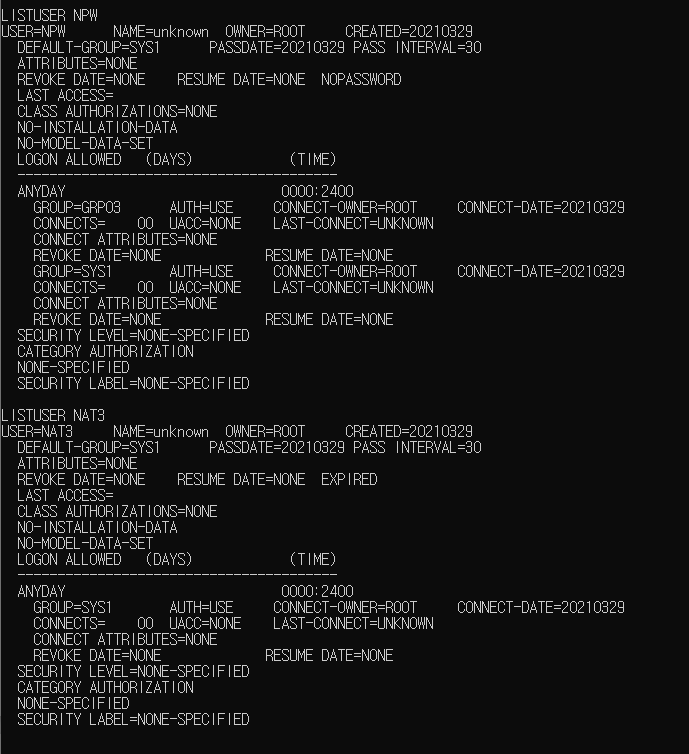 LISTUSER NPW
USER=NPW     NAME=unknown  OWNER=ROOT     CREATED=20210329
  DEFAULT-GROUP=SYS1      PASSDATE=20210329 PASS INTERVAL=30
  ATTRIBUTES=NONE
  REVOKE DATE=NONE    RESUME DATE=NONE  NOPASSWORD
  LAST ACCESS=
  CLASS AUTHORIZATIONS=NONE
  NO-INSTALLATION-DATA
  NO-MODEL-DATA-SET
  LOGON ALLOWED   (DAYS)            (TIME)
  ----------------------------------------
  ANYDAY                           0000:2400
    GROUP=GRP03      AUTH=USE     CONNECT-OWNER=ROOT     CONNECT-DATE=20210329
    CONNECTS=    00  UACC=NONE    LAST-CONNECT=UNKNOWN
    CONNECT ATTRIBUTES=NONE
    REVOKE DATE=NONE             RESUME DATE=NONE
    GROUP=SYS1       AUTH=USE     CONNECT-OWNER=ROOT     CONNECT-DATE=20210329
    CONNECTS=    00  UACC=NONE    LAST-CONNECT=UNKNOWN
    CONNECT ATTRIBUTES=NONE
    REVOKE DATE=NONE             RESUME DATE=NONE
  SECURITY LEVEL=NONE-SPECIFIED
  CATEGORY AUTHORIZATION
  NONE-SPECIFIED
  SECURITY LABEL=NONE-SPECIFIED

LISTUSER NAT3
USER=NAT3     NAME=unknown  OWNER=ROOT     CREATED=20210329
  DEFAULT-GROUP=SYS1      PASSDATE=20210329 PASS INTERVAL=30
  ATTRIBUTES=NONE
  REVOKE DATE=NONE    RESUME DATE=NONE  EXPIRED
  LAST ACCESS=
  CLASS AUTHORIZATIONS=NONE
  NO-INSTALLATION-DATA
  NO-MODEL-DATA-SET
  LOGON ALLOWED   (DAYS)            (TIME)
  ----------------------------------------
  ANYDAY                           0000:2400
    GROUP=SYS1       AUTH=USE     CONNECT-OWNER=ROOT     CONNECT-DATE=20210329
    CONNECTS=    00  UACC=NONE    LAST-CONNECT=UNKNOWN
    CONNECT ATTRIBUTES=NONE
    REVOKE DATE=NONE             RESUME DATE=NONE
  SECURITY LEVEL=NONE-SPECIFIED
  CATEGORY AUTHORIZATION
  NONE-SPECIFIED
  SECURITY LABEL=NONE-SPECIFIED